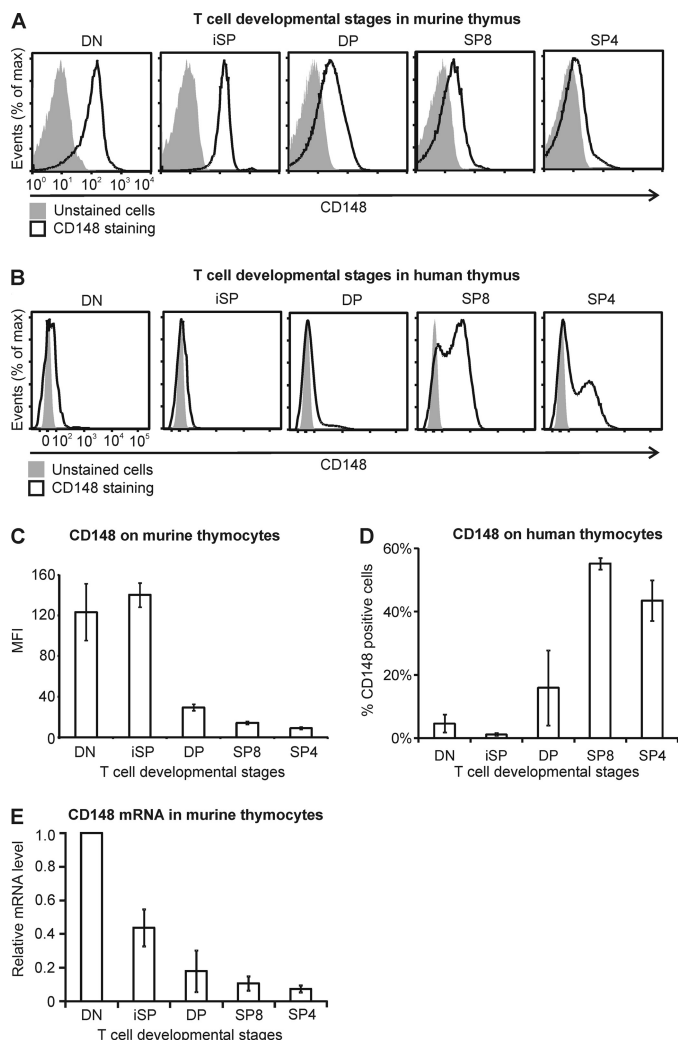 A
T cell developmental stages in murine thymus
DN iSP DP SP8 SP4
Events (% of max)
10⁰ 10¹ 10² 10³ 10⁴
CD148
Unstained cells
CD148 staining
B
T cell developmental stages in human thymus
DN iSP DP SP8 SP4
Events (% of max)
0 10² 10³ 10⁴ 10⁵
CD148
Unstained cells
CD148 staining
C
CD148 on murine thymocytes
160
120
80
40
0
MFI
DN iSP DP SP8 SP4
T cell developmental stages
D
CD148 on human thymocytes
60%
40%
20%
0%
% CD148 positive cells
DN iSP DP SP8 SP4
T cell developmental stages
E
CD148 mRNA in murine thymocytes
1.0
0.8
0.6
0.4
0.2
0
Relative mRNA level
DN iSP DP SP8 SP4
T cell developmental stages